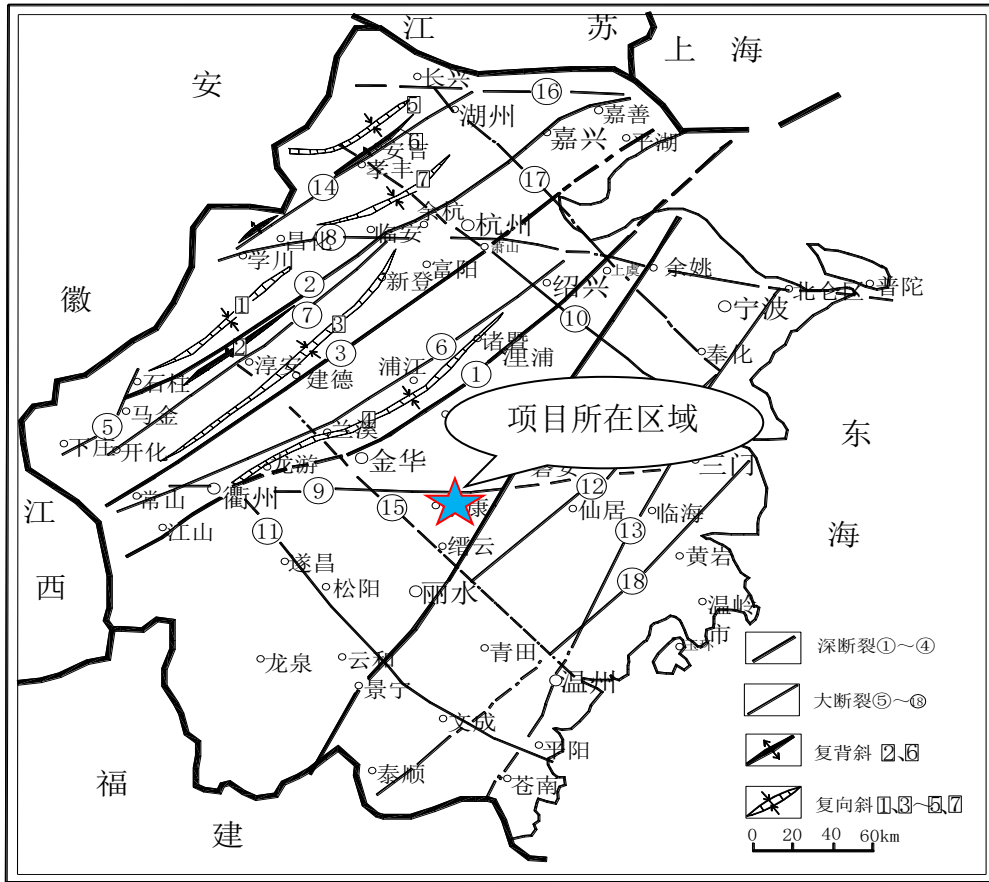 江 苏
上 海
安
长兴
⑯
湖州
嘉善
5
嘉兴
平湖
安吉
6
孝丰
7
⑭
⑰
余杭
杭州
临安
⑧
昌化
萧山
学川
徽
富阳
新登
上虞
余姚
②
绍兴
北仑区
普陀
1
宁波
⑦
3
⑩
2
③
⑥
诸暨
奉化
淳安
浦江
里浦
石柱
建德
①
马金
⑤
项目所在区域
东
下庄
开化
兰溪
金华
龙游
三门
江
常山
衢州
⑨
⑫
⑮
康
仙居
临海
江山
⑪
⑬
海
缙云
黄岩
西
遂昌
松阳
丽水
⑱
温岭
市
青田
深断裂①～④
龙泉
云和
温州
景宁
大断裂⑤～⑱
文成
平阳
复背斜 2、6
泰顺
苍南
福
复向斜 1、3～5、7
建
0 20 40 60km